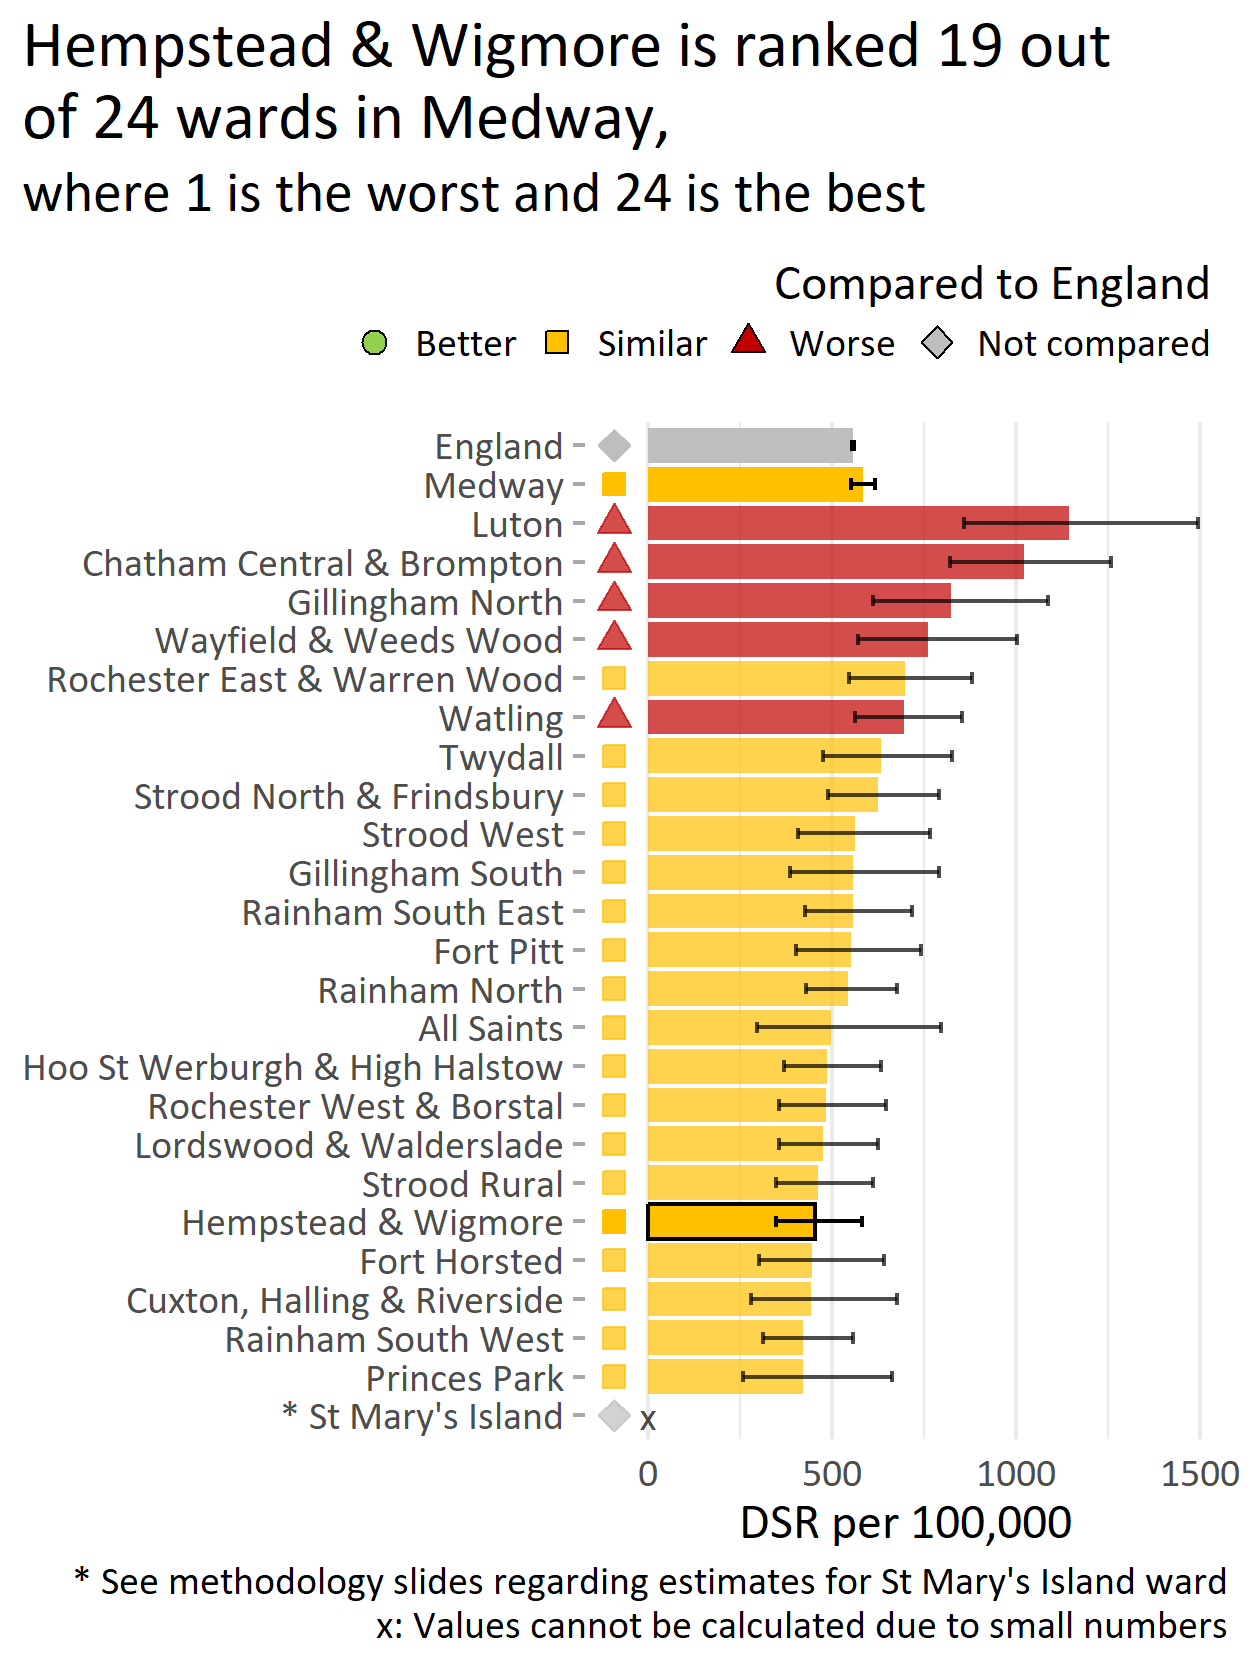 Hempstead & Wigmore is ranked 19 out
of 24 wards in Medway,
where 1 is the worst and 24 is the best
Compared to England
Better
Similar
Worse
Not compared
England
Medway
Luton
Chatham Central & Brompton
Gillingham North
Wayfield & Weeds Wood
Rochester East & Warren Wood
Watling
Twydall
Strood North & Frindsbury
Strood West
Gillingham South
Rainham South East
Fort Pitt
Rainham North
All Saints
Hoo St Werburgh & High Halstow
Rochester West & Borstal
Lordswood & Walderslade
Strood Rural
Hempstead & Wigmore
Fort Horsted
Cuxton, Halling & Riverside
Rainham South West
Princes Park
* St Mary's Island x
0 500 1000 1500
DSR per 100,000
* See methodology slides regarding estimates for St Mary's Island ward
x: Values cannot be calculated due to small numbers